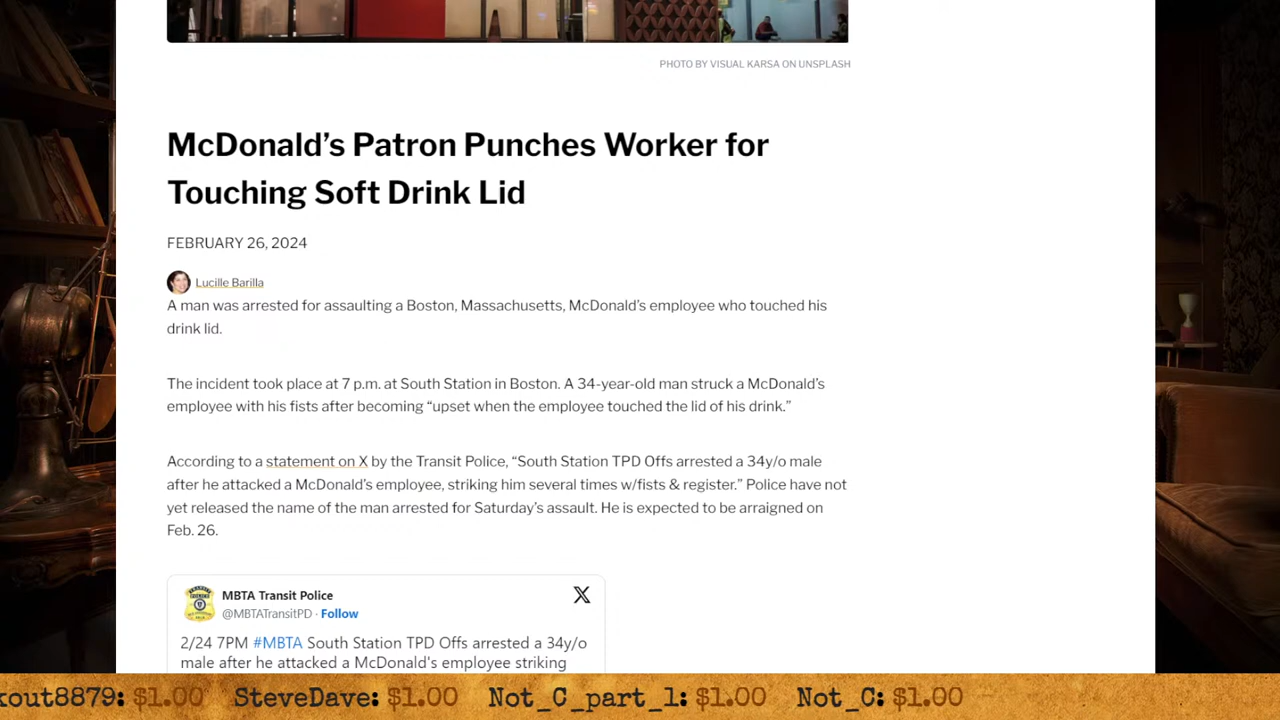 PHOTO BY VISUAL KARSA ON UNSPLASH
McDonald’s Patron Punches Worker for
Touching Soft Drink Lid
FEBRUARY 26, 2024
Lucille Barilla
A man was arrested for assaulting a Boston, Massachusetts, McDonald’s employee who touched his
drink lid.
The incident took place at 7 p.m. at South Station in Boston. A 34-year-old man struck a McDonald’s
employee with his fists after becoming “upset when the employee touched the lid of his drink.”
According to a statement on X by the Transit Police, “South Station TPD Offs arrested a 34y/o male
after he attacked a McDonald’s employee, striking him several times w/fists & register.” Police have not
yet released the name of the man arrested for Saturday’s assault. He is expected to be arraigned on
Feb. 26.
MBTA Transit Police
@MBTATransitPD · Follow
2/24 7PM #MBTA South Station TPD Offs arrested a 34y/o
male after he attacked a McDonald's employee striking
kout8879: $1.00 SteveDave: $1.00 Not_C_part_1: $1.00 Not_C: $1.00